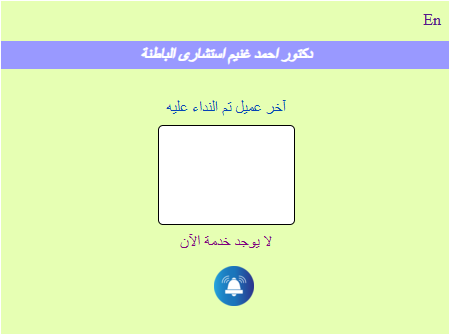 En
دكتور احمد غنيم استشارى الباطنة
آخر عميل تم النداء عليه
لا يوجد خدمة الآن